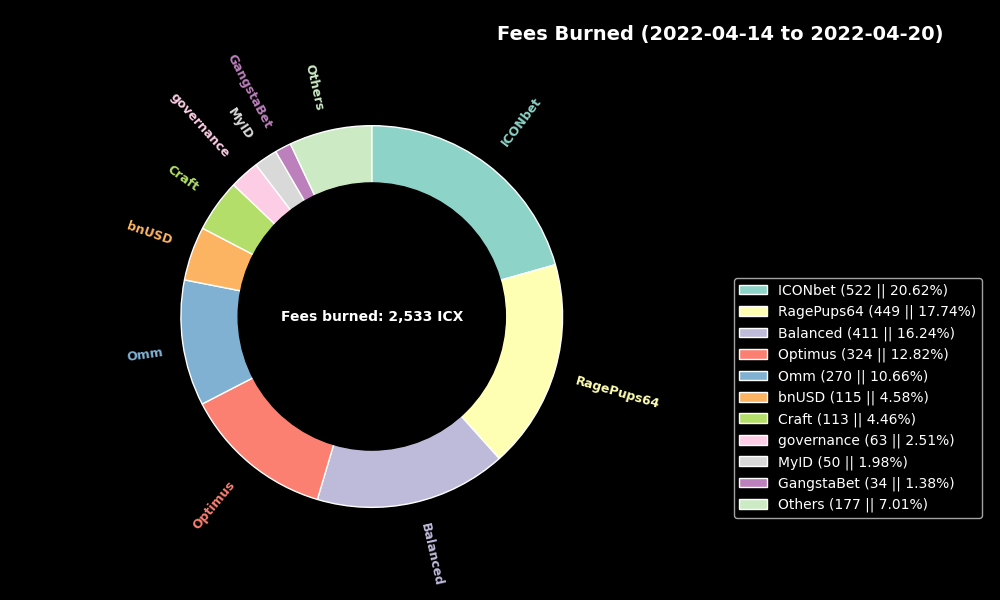 Fees Burned (2022-04-14 to 2022-04-20)
ICONbet
RagePups64
Balanced
Optimus
Omm
bnUSD
Craft
governance
MyID
GangstaBet
Others
Fees burned: 2,533 ICX
ICONbet (522 || 20.62%)
RagePups64 (449 || 17.74%)
Balanced (411 || 16.24%)
Optimus (324 || 12.82%)
Omm (270 || 10.66%)
bnUSD (115 || 4.58%)
Craft (113 || 4.46%)
governance (63 || 2.51%)
MyID (50 || 1.98%)
GangstaBet (34 || 1.38%)
Others (177 || 7.01%)